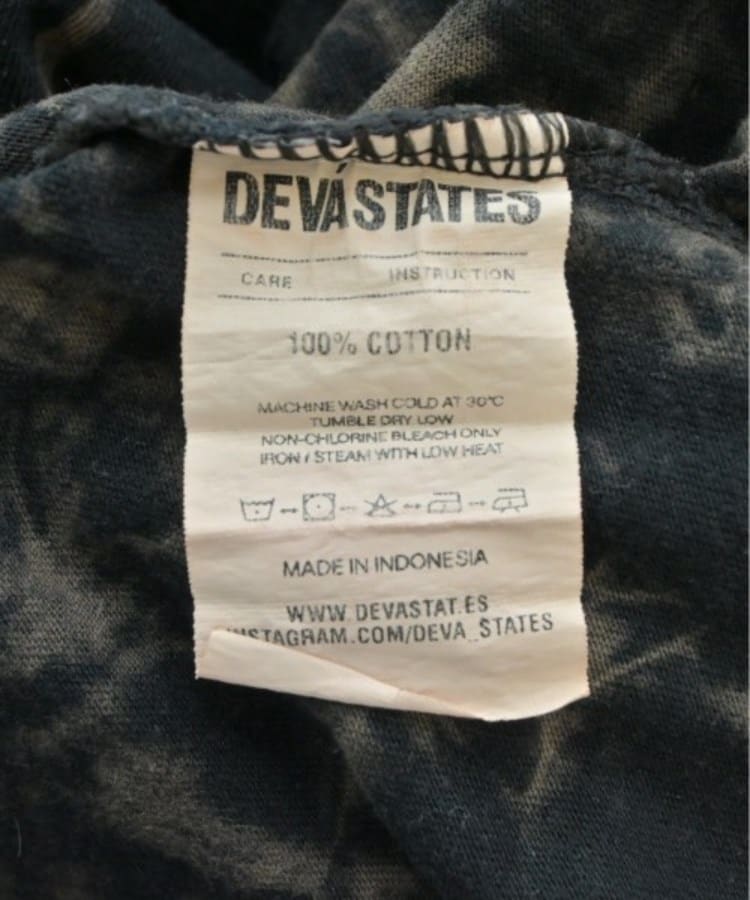 DEVÁSTATES
CARE INSTRUCTION
100% COTTON
MACHINE WASH COLD AT 30°C
TUMBLE DRY LOW
NON-CHLORINE BLEACH ONLY
IRON / STEAM WITH LOW HEAT
MADE IN INDONESIA
WWW.DEVASTAT.ES
INSTAGRAM.COM/DEVA_STATES